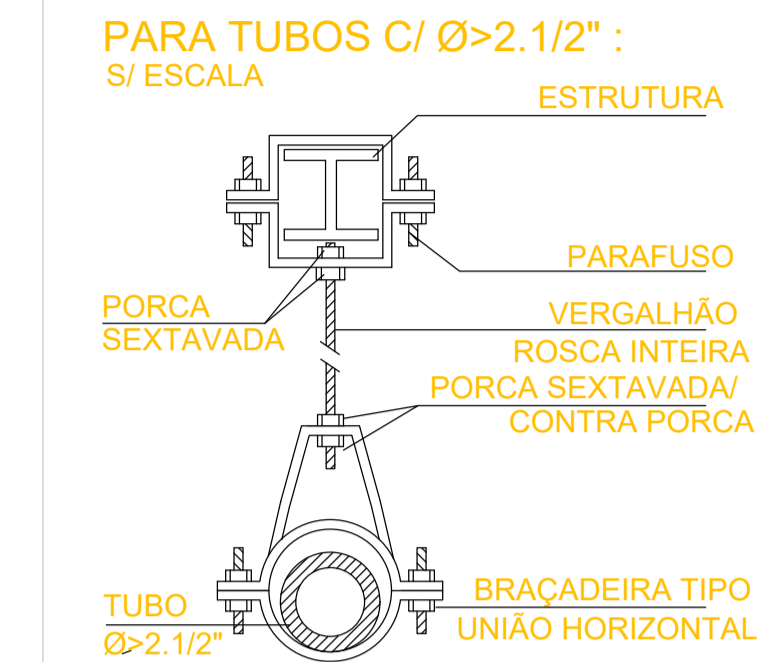 PARA TUBOS C/ Ø>2.1/2" :
S/ ESCALA
ESTRUTURA
PARAFUSO
PORCA
SEXTAVADA
VERGALHÃO
ROSCA INTEIRA
PORCA SEXTAVADA/
CONTRA PORCA
TUBO
Ø>2.1/2"
BRAÇADEIRA TIPO
UNIÃO HORIZONTAL